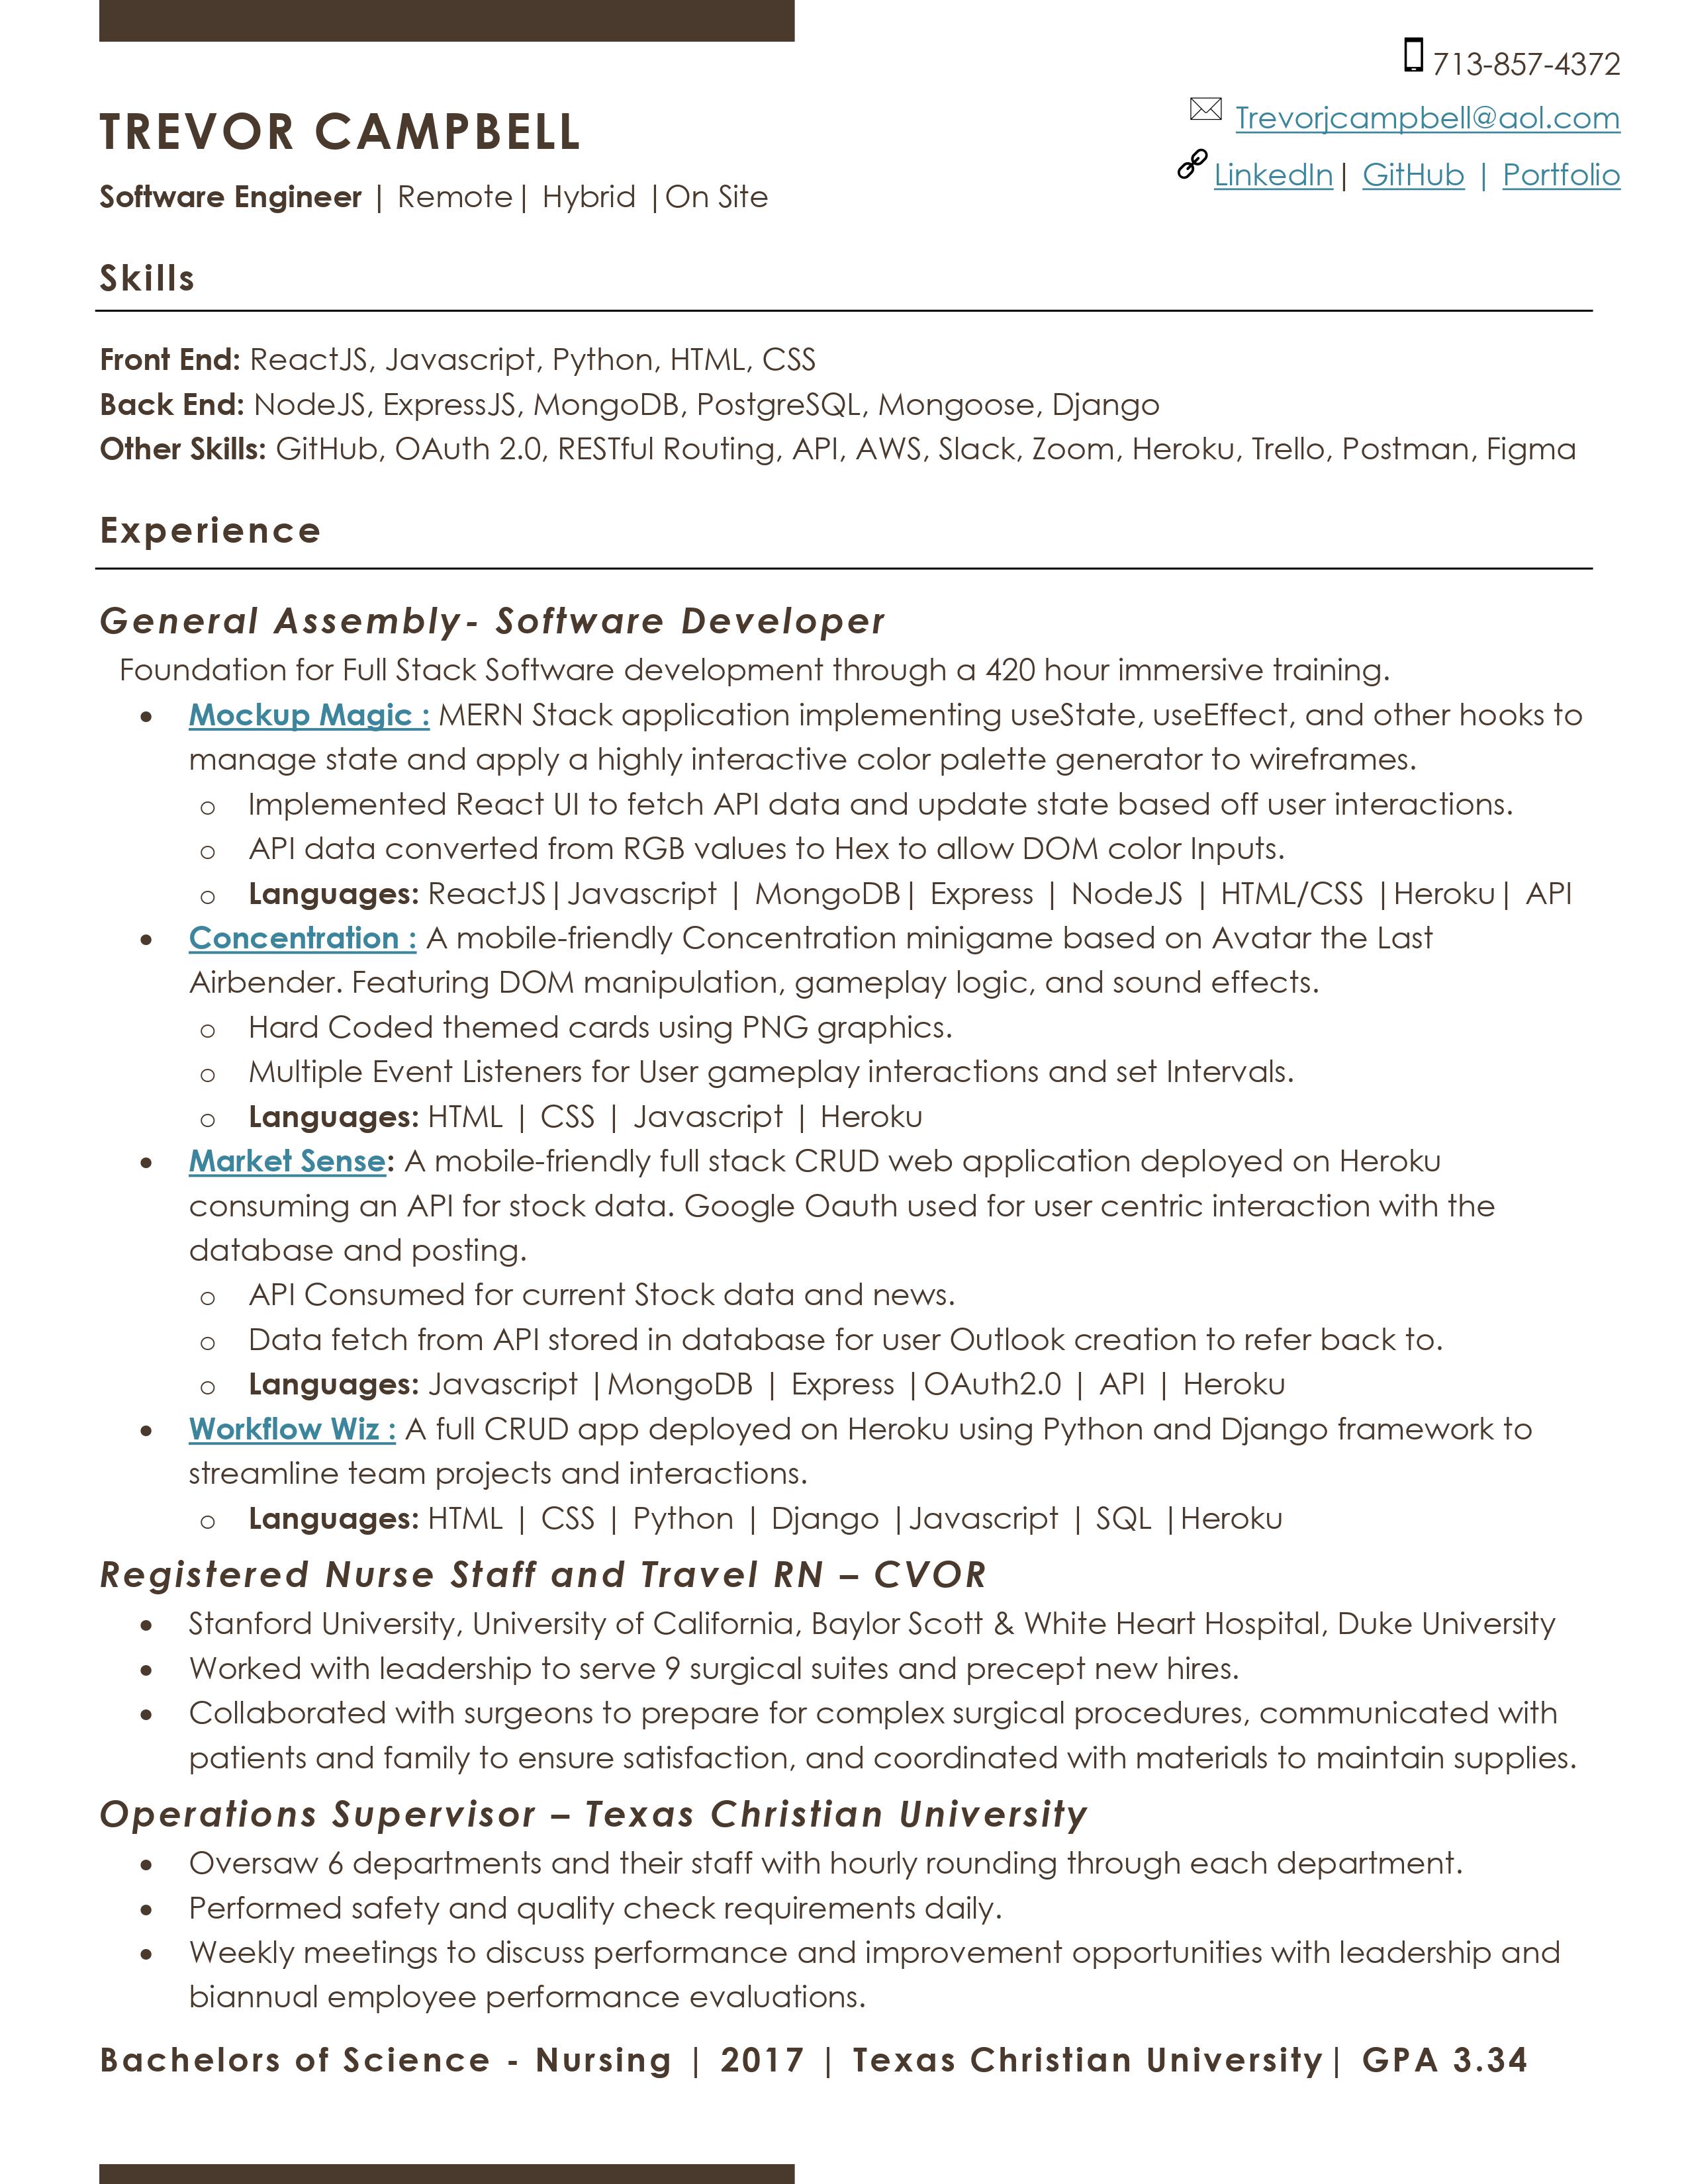 713-857-4372
TREVOR CAMPBELL
Trevorjcampbell@aol.com
Software Engineer | Remote| Hybrid |On Site
LinkedIn| GitHub | Portfolio
Skills
Front End: ReactJS, Javascript, Python, HTML, CSS
Back End: NodeJS, ExpressJS, MongoDB, PostgreSQL, Mongoose, Django
Other Skills: GitHub, OAuth 2.0, RESTful Routing, API, AWS, Slack, Zoom, Heroku, Trello, Postman, Figma
Experience
General Assembly- Software Developer
Foundation for Full Stack Software development through a 420 hour immersive training.
• Mockup Magic : MERN Stack application implementing useState, useEffect, and other hooks to
manage state and apply a highly interactive color palette generator to wireframes.
o Implemented React UI to fetch API data and update state based off user interactions.
o API data converted from RGB values to Hex to allow DOM color Inputs.
o Languages: ReactJS|Javascript | MongoDB| Express | NodeJS | HTML/CSS |Heroku| API
• Concentration : A mobile-friendly Concentration minigame based on Avatar the Last
Airbender. Featuring DOM manipulation, gameplay logic, and sound effects.
o Hard Coded themed cards using PNG graphics.
o Multiple Event Listeners for User gameplay interactions and set Intervals.
o Languages: HTML | CSS | Javascript | Heroku
• Market Sense: A mobile-friendly full stack CRUD web application deployed on Heroku
consuming an API for stock data. Google Oauth used for user centric interaction with the
database and posting.
o API Consumed for current Stock data and news.
o Data fetch from API stored in database for user Outlook creation to refer back to.
o Languages: Javascript |MongoDB | Express |OAuth2.0 | API | Heroku
• Workflow Wiz : A full CRUD app deployed on Heroku using Python and Django framework to
streamline team projects and interactions.
o Languages: HTML | CSS | Python | Django |Javascript | SQL |Heroku
Registered Nurse Staff and Travel RN – CVOR
• Stanford University, University of California, Baylor Scott & White Heart Hospital, Duke University
• Worked with leadership to serve 9 surgical suites and precept new hires.
• Collaborated with surgeons to prepare for complex surgical procedures, communicated with
patients and family to ensure satisfaction, and coordinated with materials to maintain supplies.
Operations Supervisor – Texas Christian University
• Oversaw 6 departments and their staff with hourly rounding through each department.
• Performed safety and quality check requirements daily.
• Weekly meetings to discuss performance and improvement opportunities with leadership and
biannual employee performance evaluations.
Bachelors of Science - Nursing | 2017 | Texas Christian University| GPA 3.34